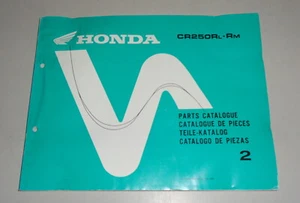 HONDA
CR250RL-RM
PARTS CATALOGUE
CATALOGUE DE PIECES
TEILE-KATALOG
CATALOGO DE PIEZAS
2